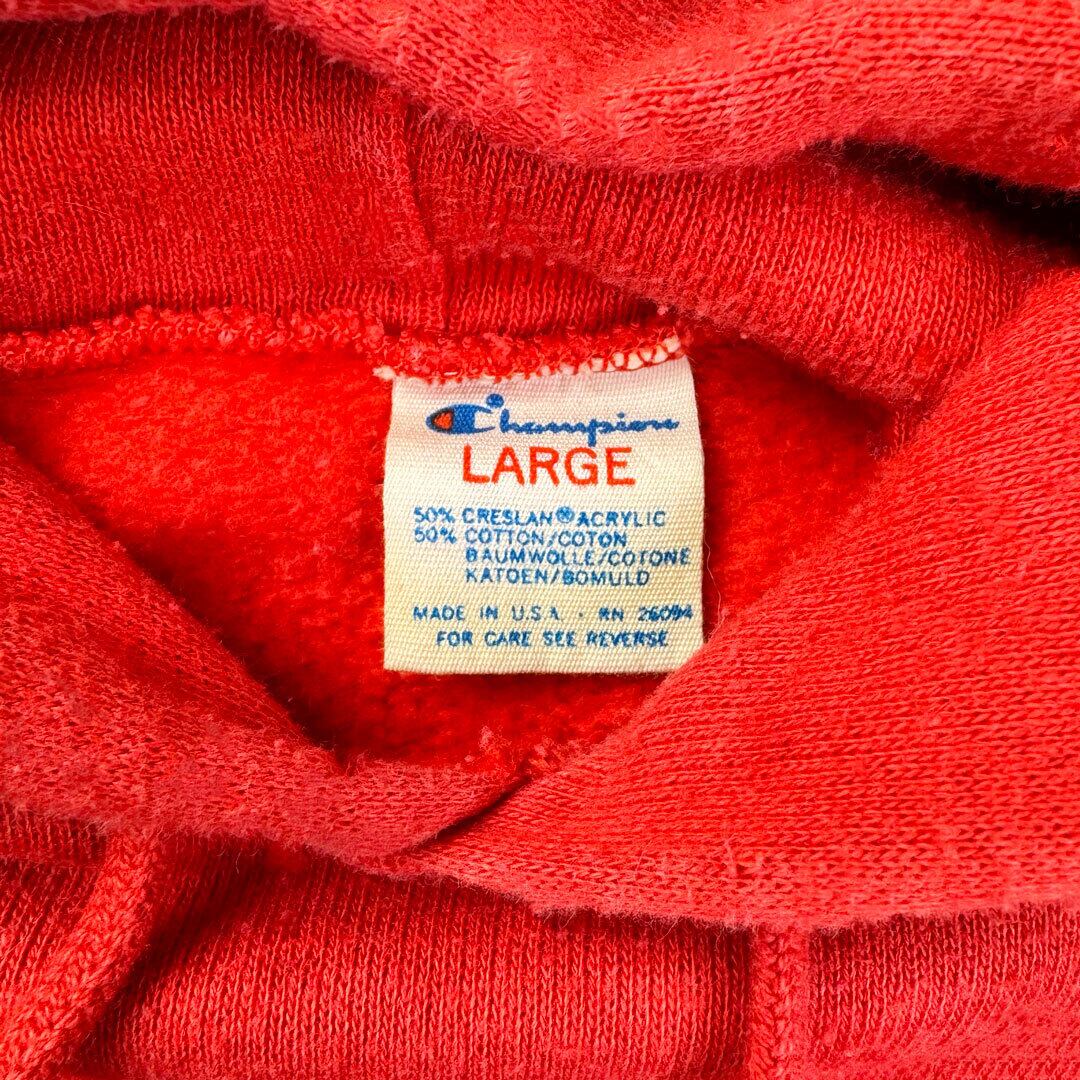 Champion®
LARGE
50% CRESLAN® ACRYLIC
50% COTTON/COTON
BAUMWOLLE/COTONE
KATOEN/BOMULD
MADE IN U.S.A. · RN 26094
FOR CARE SEE REVERSE